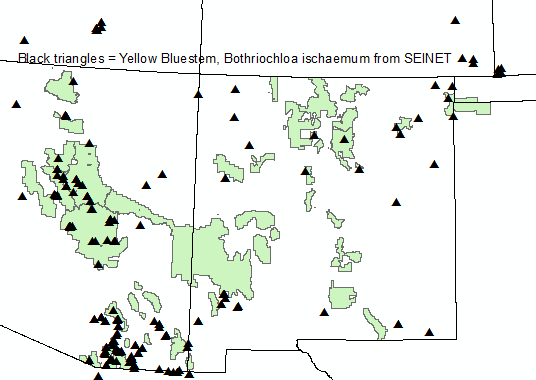 Black triangles = Yellow Bluestem, Bothriochloa ischaemum from SEINET